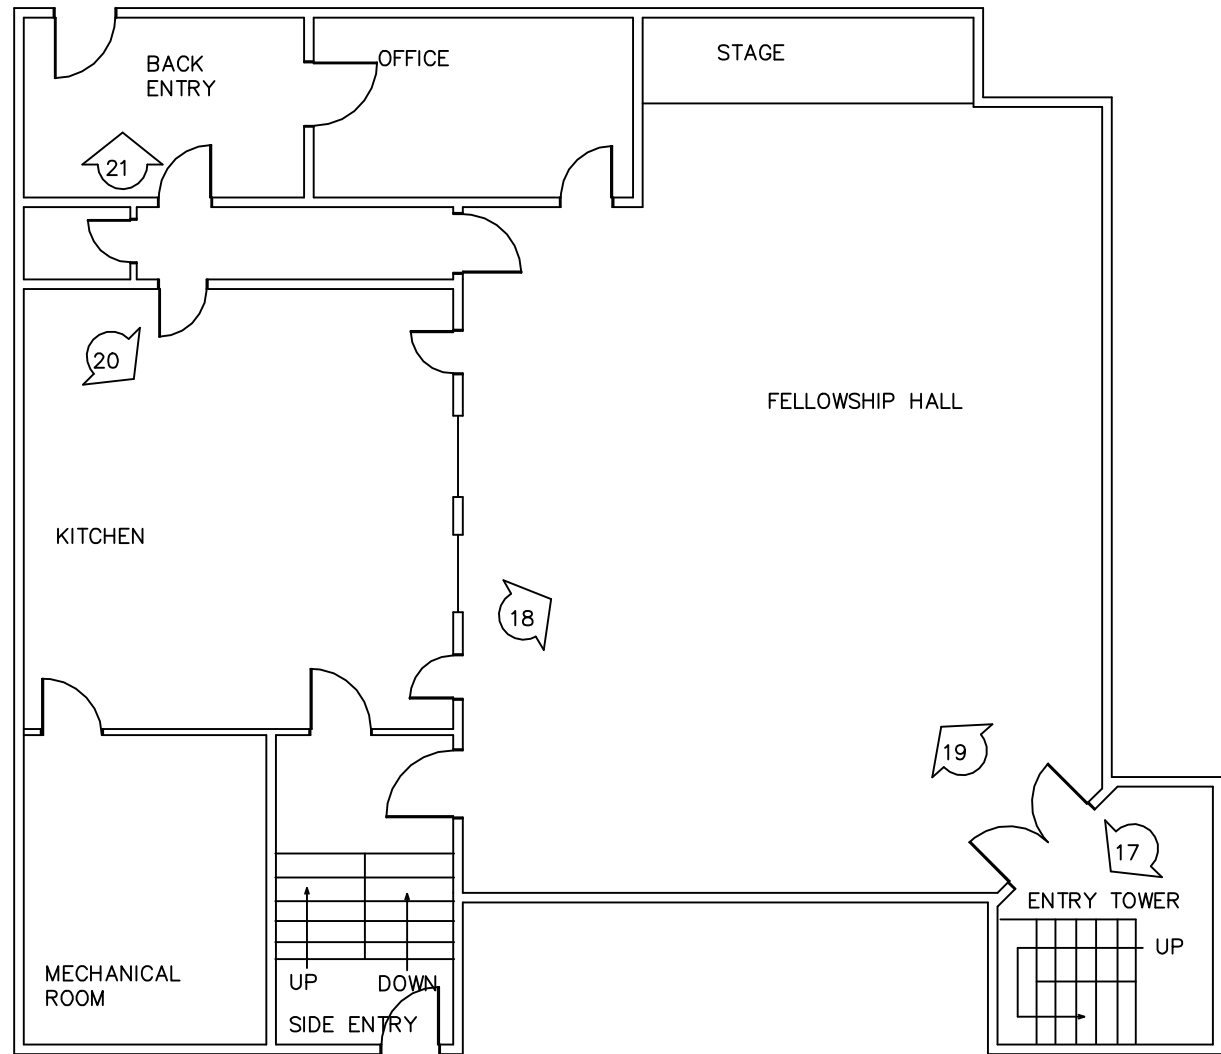 BACK
ENTRY
OFFICE
STAGE
21
20
FELLOWSHIP HALL
KITCHEN
18
19
17
ENTRY TOWER
UP
MECHANICAL
ROOM
UP
DOWN
SIDE ENTRY